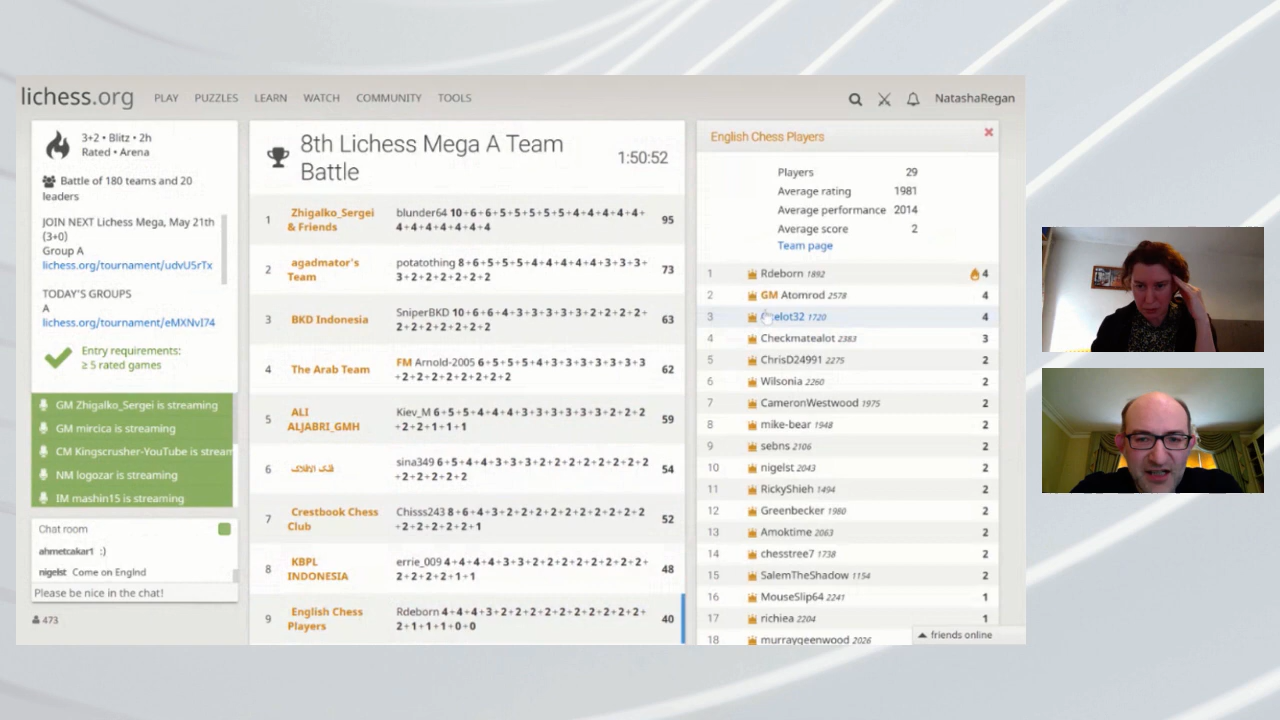 lichess.org PLAY PUZZLES LEARN WATCH COMMUNITY TOOLS NatashaRegan
3+2 • Blitz • 2h
Rated • Arena
Battle of 180 teams and 20
leaders
JOIN NEXT Lichess Mega, May 21th
(3+0)
Group A
lichess.org/tournament/udvU5rTx
TODAY'S GROUPS
A
lichess.org/tournament/eMXNvI74
Entry requirements:
≥ 5 rated games
GM Zhigalko_Sergei is streaming
GM mircica is streaming
CM Kingscrusher-YouTube is stream
NM logozar is streaming
IM mashin15 is streaming
Chat room
ahmetcakar1 :)
nigelst Come on Englnd
Please be nice in the chat!
473
8th Lichess Mega A Team
Battle
1:50:52
1 Zhigalko_Sergei blunder64 10+6+6+5+5+5+5+5+4+4+4+4+4+ 95
& Friends 4+4+4+4+4+4+4
2 agadmator's potatothing 8+6+5+5+5+4+4+4+4+4+3+3+3+ 73
Team 3+2+2+2+2+2+2
3 BKD Indonesia SniperBKD 10+6+4+4+3+3+3+3+2+2+2+2+ 63
2+2+2+2+2+2+2+2
4 The Arab Team FM Arnold-2005 6+5+5+5+4+3+3+3+3+3+3+3 62
+2+2+2+2+2+2+2+2
5 ALI Kiev_M 6+5+4+4+4+3+3+3+3+3+3+2+2+2 59
ALJABRI_GMH +2+2+2+2+1+1
6 فلک الافلاک sina349 6+5+4+4+3+3+3+2+2+2+2+2+2+2 54
+2+2+2+2+2+2
7 Crestbook Chess Chisss243 8+6+4+3+2+2+2+2+2+2+2+2+2 52
Club +2+2+2+2+2+2+1
8 KBPL errie_009 4+4+4+4+3+3+2+2+2+2+2+2+2+ 48
INDONESIA 2+2+2+2+2+1+1
9 English Chess Rdeborn 4+4+4+3+2+2+2+2+2+2+2+2+2+ 40
Players 2+2+1+1+1+0+0
English Chess Players
Players 29
Average rating 1981
Average performance 2014
Average score 2
Team page
1 Rdeborn 1892 4
2 GM Atomrod 2578 4
3 elot32 1720 4
4 Checkmatealot 2383 3
5 ChrisD24991 2275 2
6 Wilsonia 2260 2
7 CameronWestwood 1975 2
8 mike-bear 1948 2
9 sebns 2106 2
10 nigelst 2043 2
11 RickyShieh 1494 2
12 Greenbecker 1980 2
13 Amoktime 2063 2
14 chesstree7 1738 2
15 SalemTheShadow 1154 2
16 MouseSlip64 2241 1
17 richiea 2204 1
18 murraygeenwood 2026
friends online